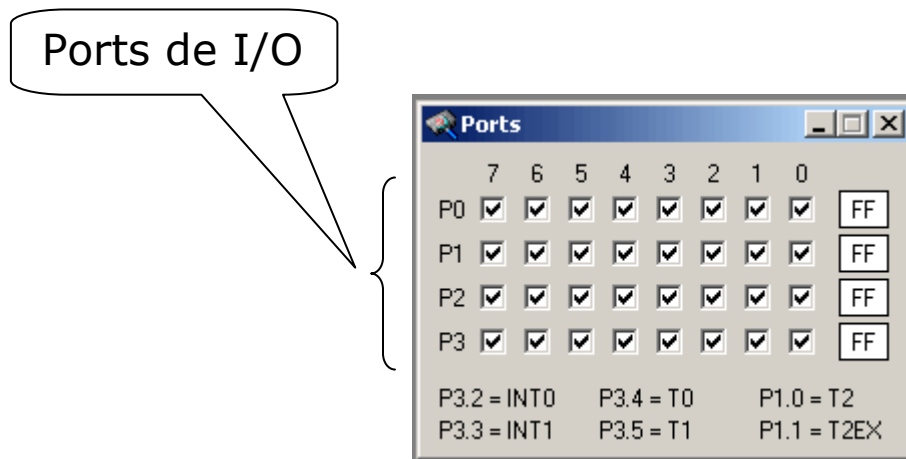 Ports de I/O
Ports
7 6 5 4 3 2 1 0
P0 FF
P1 FF
P2 FF
P3 FF
P3.2 = INT0 P3.4 = T0 P1.0 = T2
P3.3 = INT1 P3.5 = T1 P1.1 = T2EX